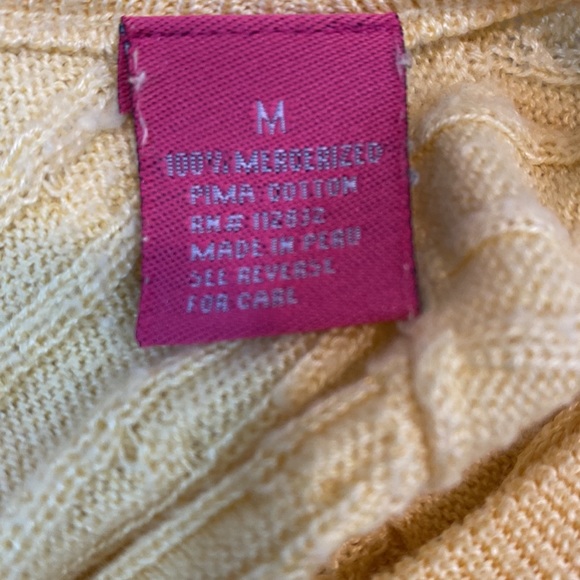 M
100% MERCERIZED
PIMA COTTON
RN# 112832
MADE IN PERU
SEE REVERSE
FOR CARE